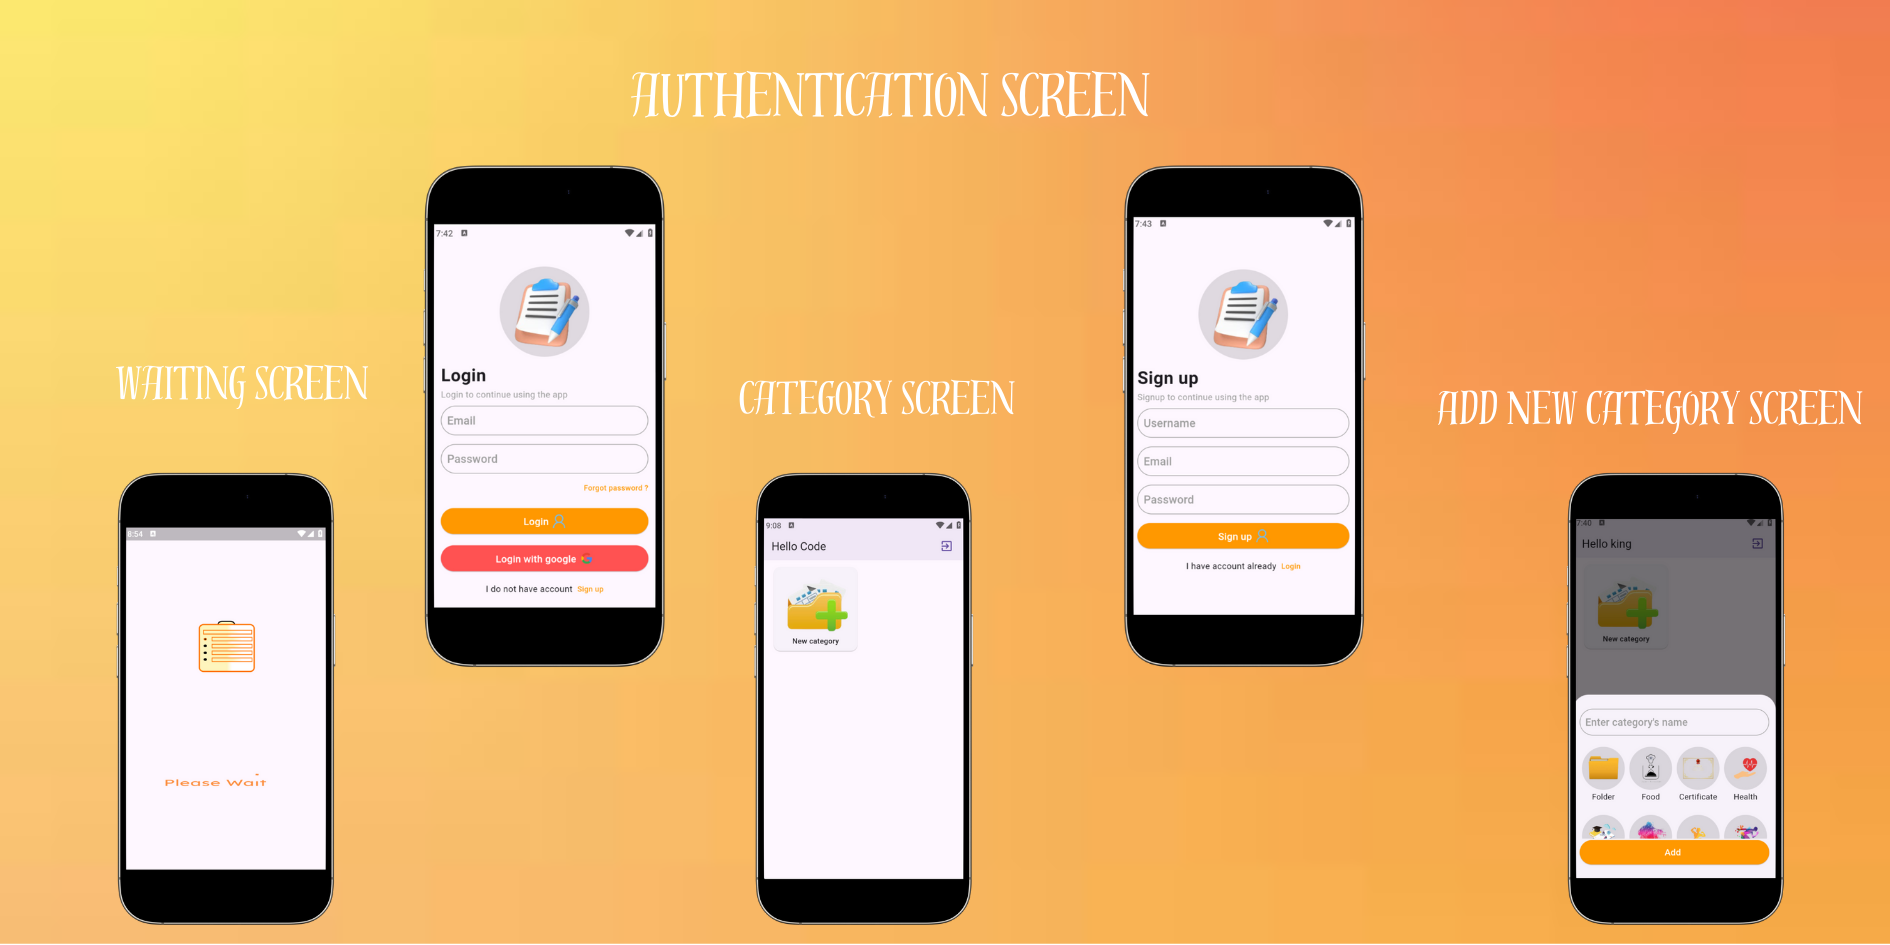 AUTHENTICATION SCREEN
WAITING SCREEN
8:54
Please Wait
7:42
Login
Login to continue using the app
Email
Password
Forgot password ?
Login
Login with google
I do not have account Sign up
CATEGORY SCREEN
9:08
Hello Code
New category
7:43
Sign up
Signup to continue using the app
Username
Email
Password
Sign up
I have account already Login
ADD NEW CATEGORY SCREEN
7:40
Hello king
New category
Enter category's name
Folder Food Certificate Health
Add